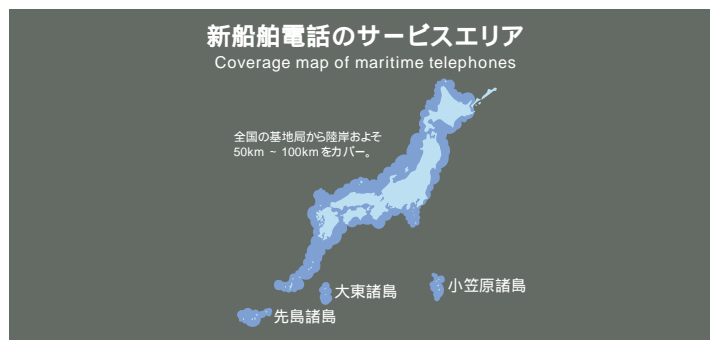 新船舶電話のサービスエリア
Coverage map of maritime telephones
全国の基地局から陸岸およそ
50km ~ 100kmをカバー。
大東諸島
小笠原諸島
先島諸島